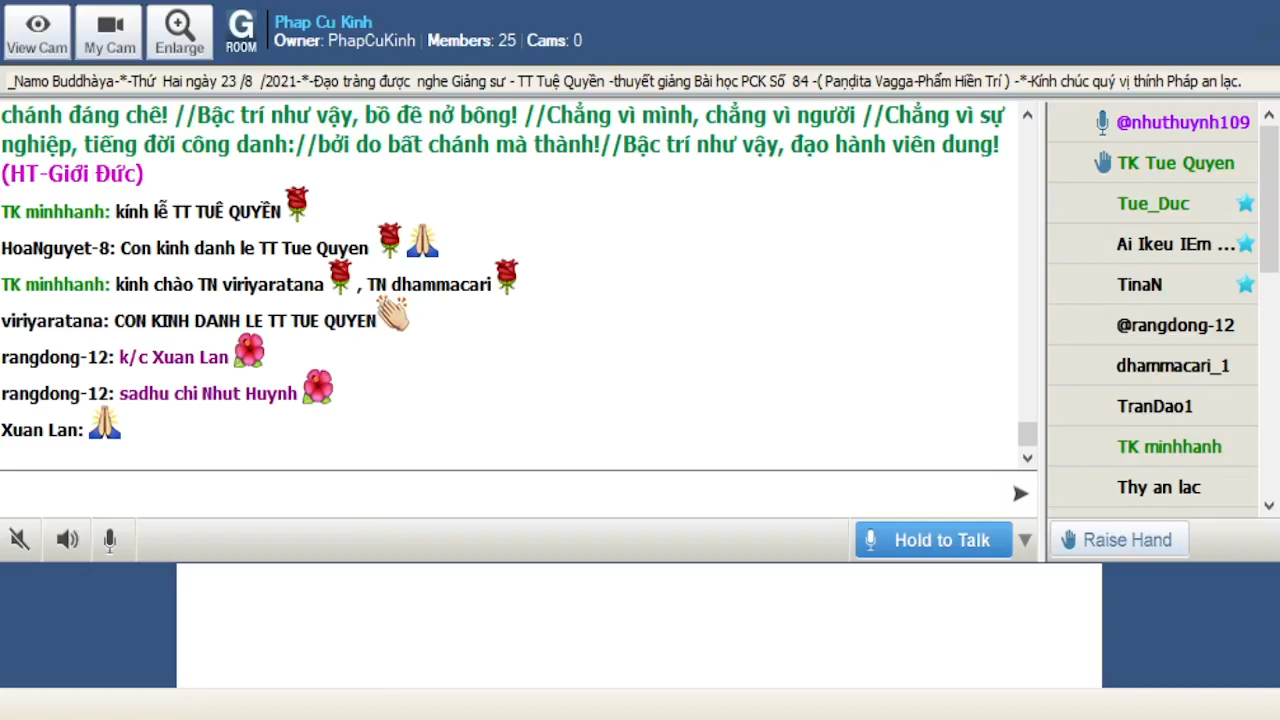 View Cam
My Cam
Enlarge
G
ROOM
Phap Cu Kinh
Owner: PhapCuKinh | Members: 25 | Cams: 0
_Namo Buddhàya-*-Thứ Hai ngày 23 /8 /2021-*-Đạo tràng được nghe Giảng sư - TT Tuệ Quyền -thuyết giảng Bài học PCK Số 84 -( Paṇḍita Vagga-Phẩm Hiền Trí ) -*-Kính chúc quý vị thính Pháp an lạc.
chánh đáng chê! //Bậc trí như vậy, bồ đề nở bông! //Chẳng vì mình, chẳng vì người //Chẳng vì sự
nghiệp, tiếng đời công danh://bởi do bất chánh mà thành!//Bậc trí như vậy, đạo hành viên dung!
(HT-Giới Đức)
TK minhhanh: kính lễ TT TUÊ QUYỀN
HoaNguyet-8: Con kinh danh le TT Tue Quyen
TK minhhanh: kinh chào TN viriyaratana , TN dhammacari
viriyaratana: CON KINH DANH LE TT TUE QUYEN
rangdong-12: k/c Xuan Lan
rangdong-12: sadhu chi Nhut Huynh
Xuan Lan:
@nhuthuynh109
TK Tue Quyen
Tue_Duc
Ai Ikeu IEm ...
TinaN
@rangdong-12
dhammacari_1
TranDao1
TK minhhanh
Thy an lac
Hold to Talk
Raise Hand